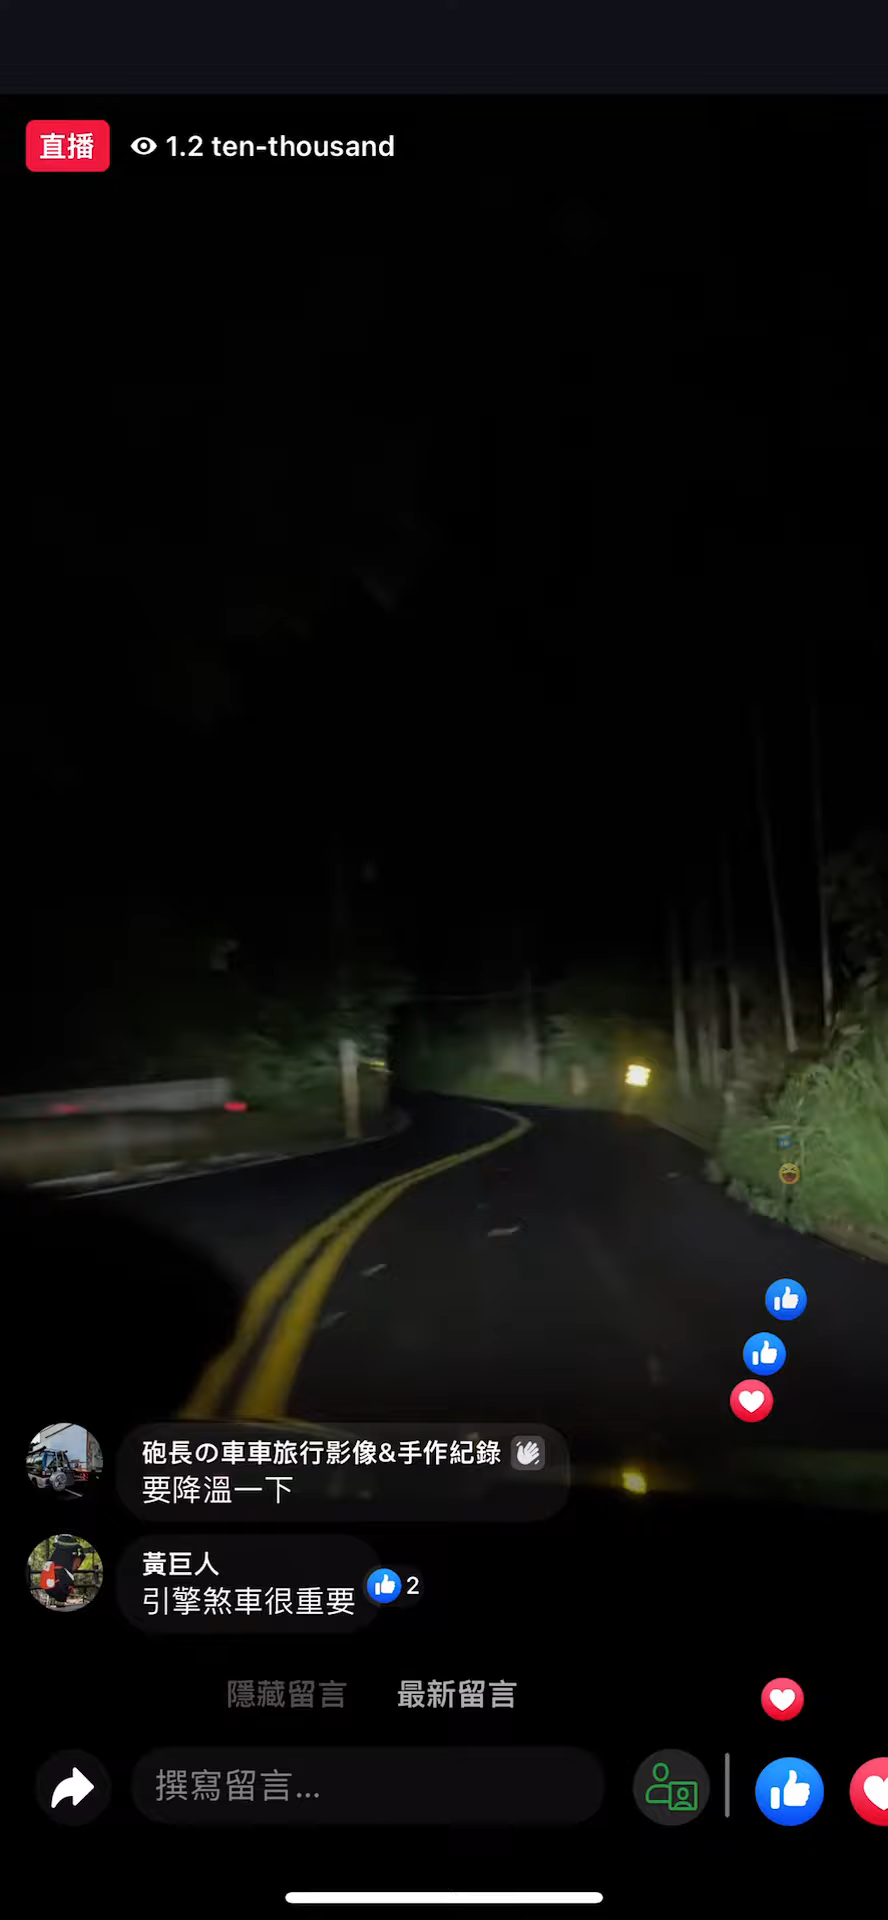 直播
1.2 ten-thousand
砲長の車車旅行影像&手作紀錄
要降溫一下
黃巨人
引擎煞車很重要
2
隱藏留言
最新留言
撰寫留言...